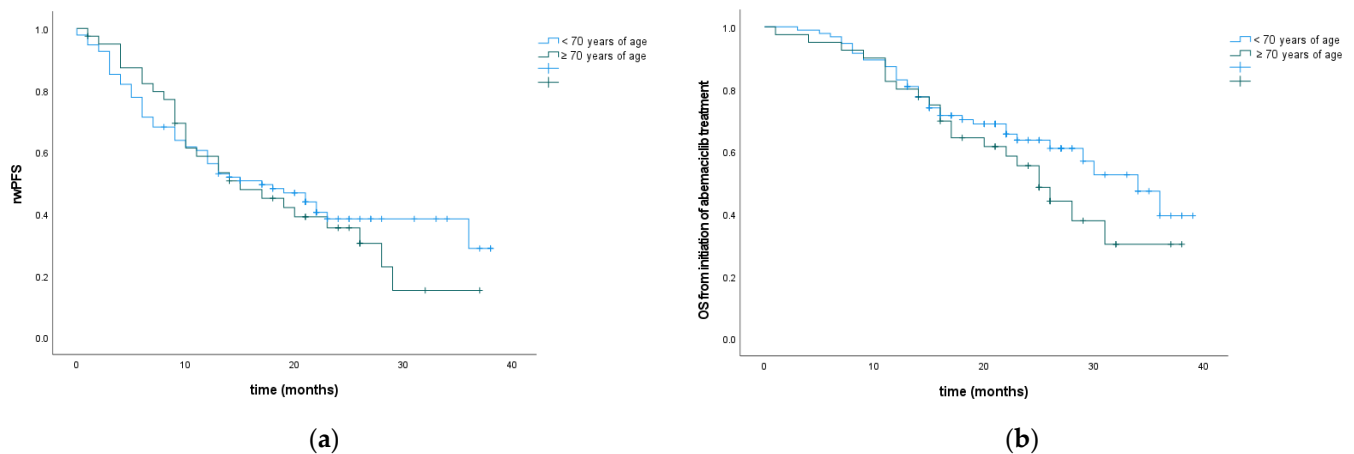 1.0
0.8
0.6
0.4
0.2
0.0
rwPFS
0 10 20 30 40
time (months)
< 70 years of age
≥ 70 years of age
(a)
1.0
0.8
0.6
0.4
0.2
0.0
OS from initiation of abemaciclib treatment
0 10 20 30 40
time (months)
< 70 years of age
≥ 70 years of age
(b)